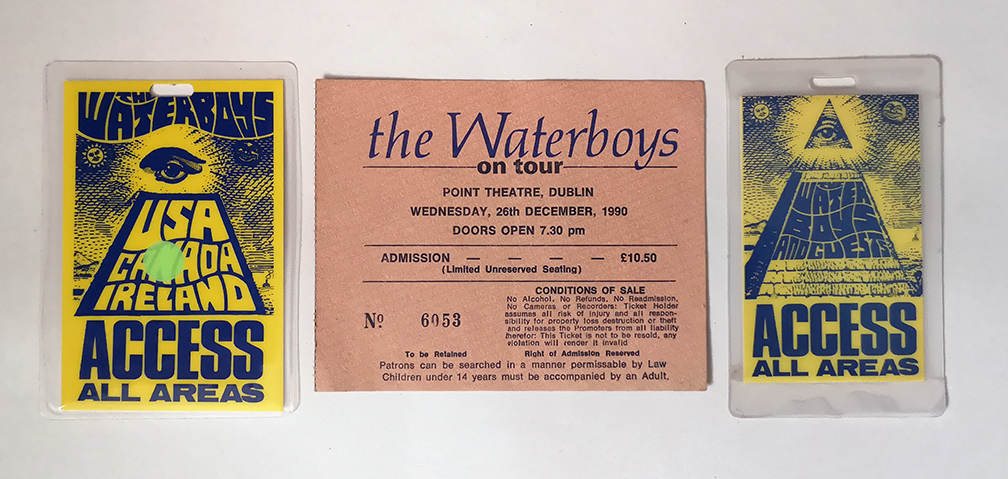 THE
WATERBOYS
USA
CANADA
IRELAND
ACCESS
ALL AREAS
the Waterboys
on tour
POINT THEATRE, DUBLIN
WEDNESDAY, 26th DECEMBER, 1990
DOORS OPEN 7.30 pm
ADMISSION — — — — £10.50
(Limited Unreserved Seating)
CONDITIONS OF SALE
No Alcohol. No Refunds, No Readmission,
No Cameras or Recorders: Ticket Holder
assumes all risk of injury and all respon-
sibility for property loss destruction or theft
and releases the Promoters from all liability
therefor: This Ticket is not to be resold, any
violation will render it invalid
Nº 6053
To be Retained Right of Admission Reserved
Patrons can be searched in a manner permissable by Law
Children under 14 years must be accompanied by an Adult.
WATER
BOYS
AND GUESTS
ACCESS
ALL AREAS